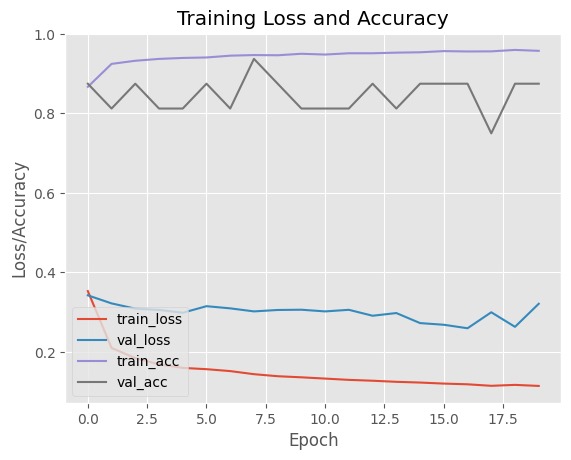 Training Loss and Accuracy
1.0
0.8
0.6
0.4
0.2
Loss/Accuracy
train_loss
val_loss
train_acc
val_acc
0.0 2.5 5.0 7.5 10.0 12.5 15.0 17.5
Epoch